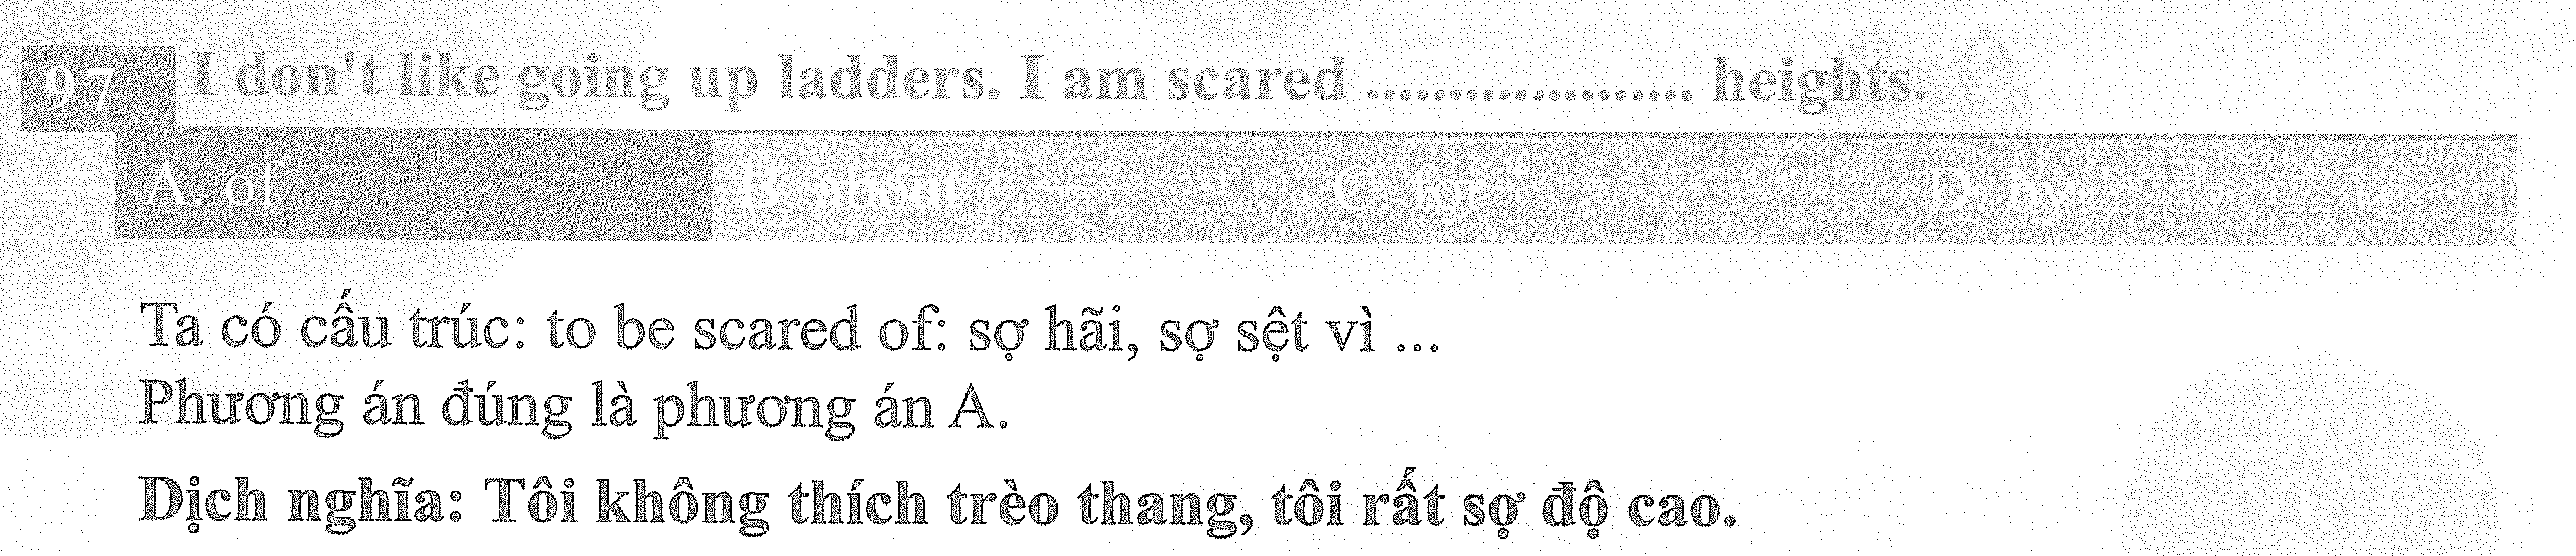 97 I don't like going up ladders. I am scared ................... heights.
A. of B. about C. for D. by
Ta có cấu trúc: to be scared of: sợ hãi, sợ sệt vì ...
Phương án đúng là phương án A.
Dịch nghĩa: Tôi không thích trèo thang, tôi rất sợ độ cao.